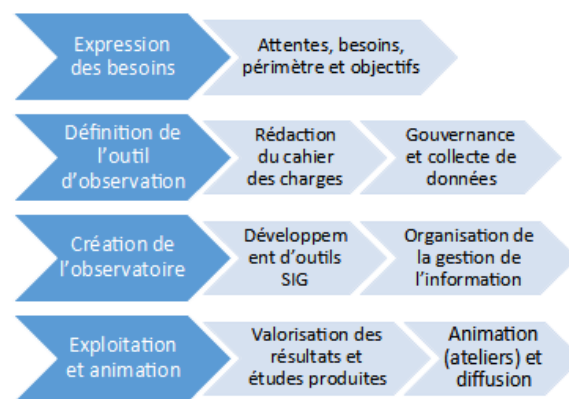 Expression
des besoins
Attentes, besoins,
périmètre et objectifs
Définition de
l'outil
d'observation
Rédaction
du cahier
des charges
Gouvernance
et collecte de
données
Création de
l'observatoire
Développem
ent d'outils
SIG
Organisation de
la gestion de
l'information
Exploitation
et animation
Valorisation des
résultats et
études produites
Animation
(ateliers) et
diffusion